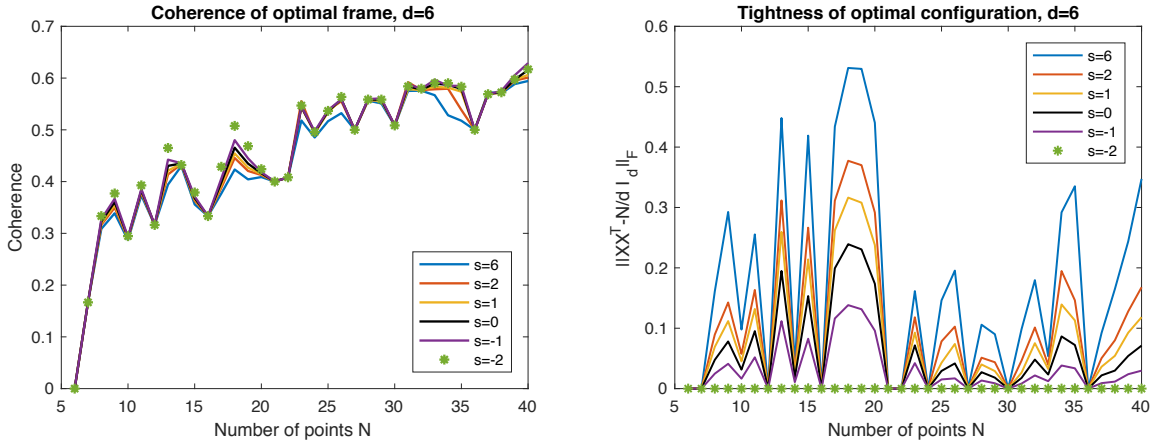 Coherence of optimal frame, d=6
0.7
0.6
0.5
0.4
0.3
0.2
0.1
0
Coherence
5 10 15 20 25 30 35 40
Number of points N
s=6
s=2
s=1
s=0
s=-1
s=-2
Tightness of optimal configuration, d=6
0.6
0.5
0.4
0.3
0.2
0.1
0
||XX^T-N/d I_d||_F
5 10 15 20 25 30 35 40
Number of points N
s=6
s=2
s=1
s=0
s=-1
s=-2